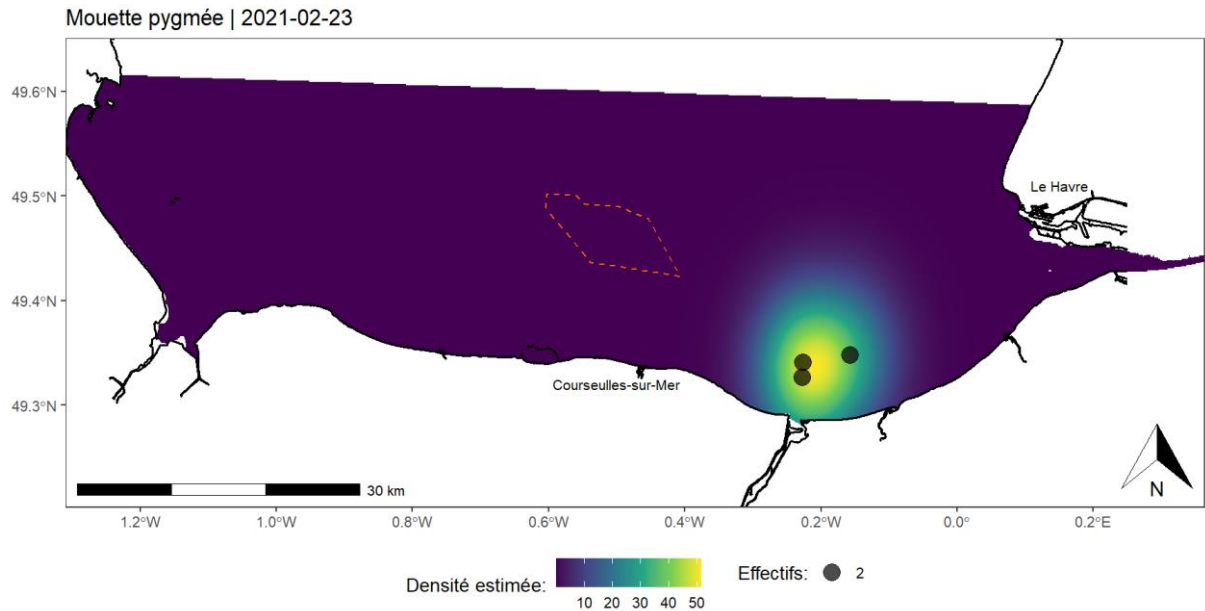 Mouette pygmée | 2021-02-23
49.6°N
49.5°N
49.4°N
49.3°N
Le Havre
Courseulles-sur-Mer
30 km
N
1.2°W 1.0°W 0.8°W 0.6°W 0.4°W 0.2°W 0.0° 0.2°E
Densité estimée:
10 20 30 40 50
Effectifs: 2